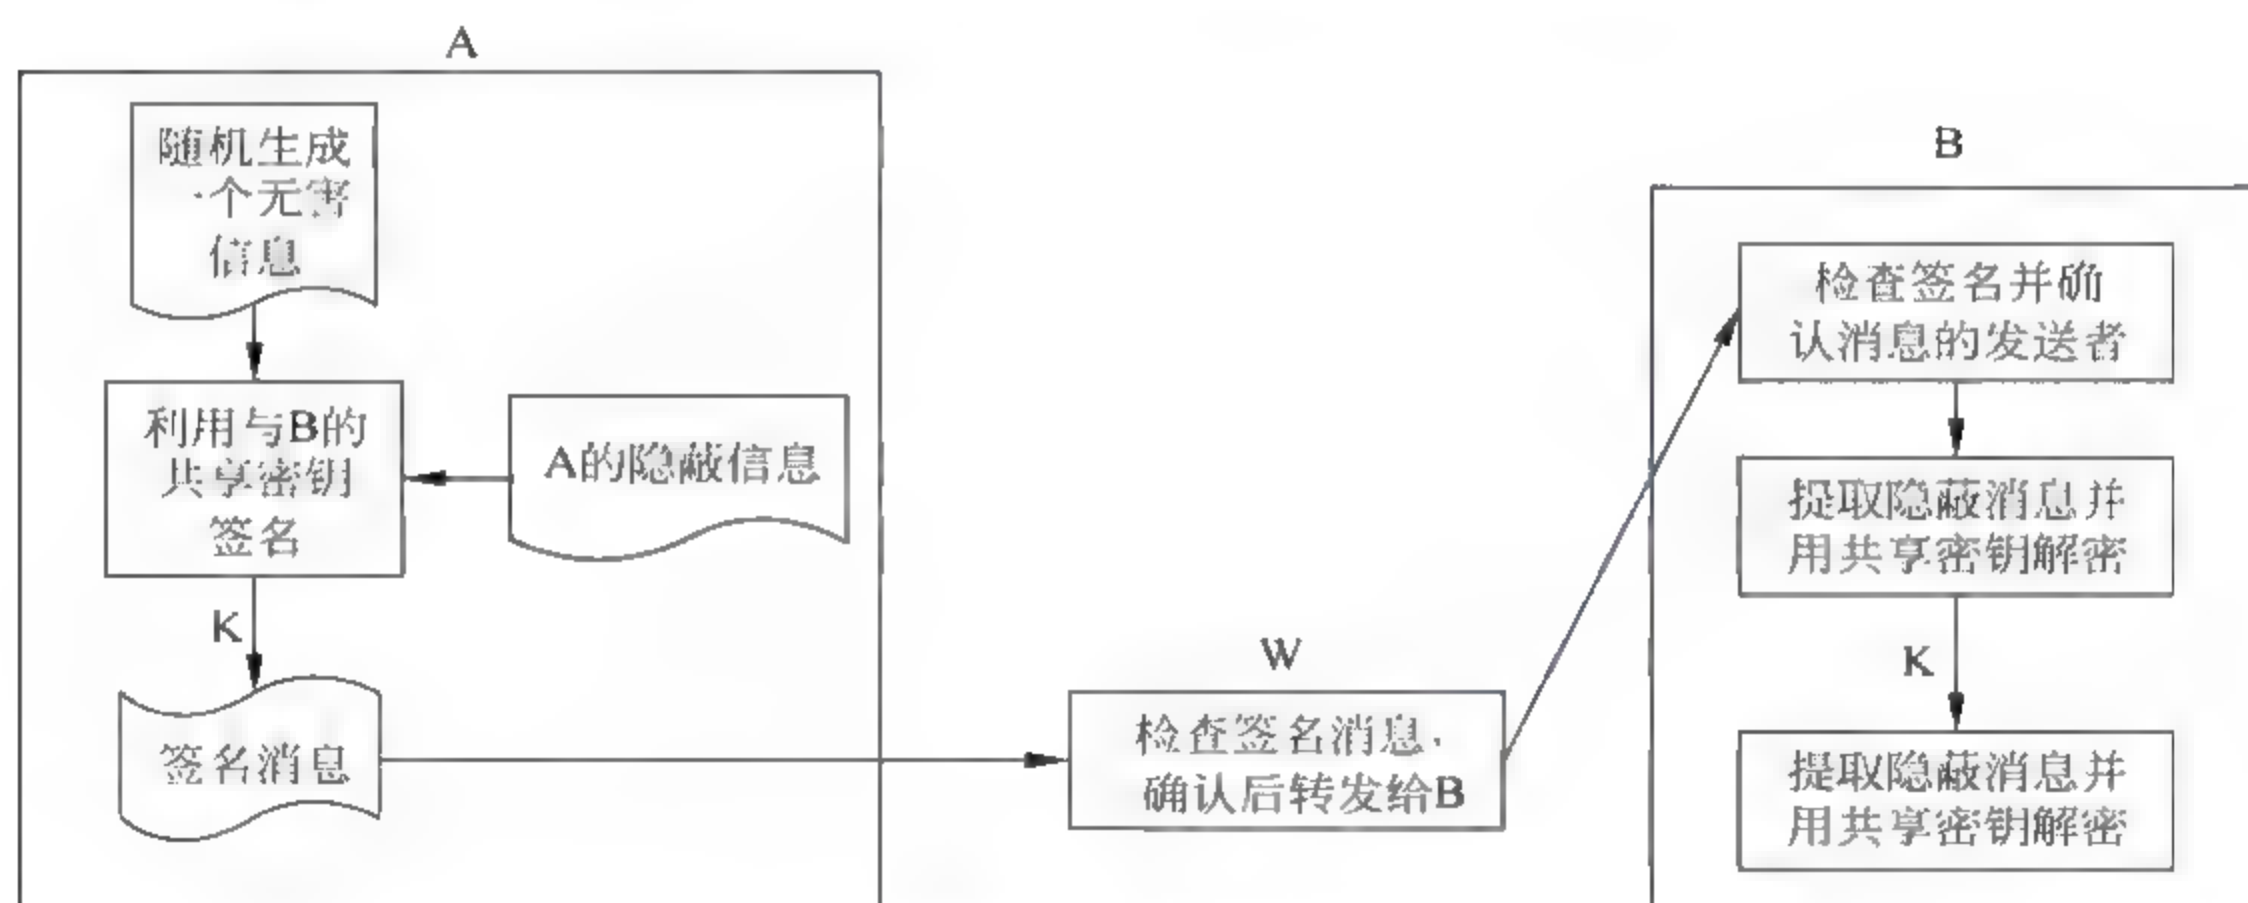 A
随机生成
一个无害
信息
利用与B的
共享密钥
签名
A的隐蔽信息
K
签名消息
W
检查签名消息，
确认后转发给B
B
检查签名并确
认消息的发送者
提取隐蔽消息并
用共享密钥解密
K
提取隐蔽消息并
用共享密钥解密